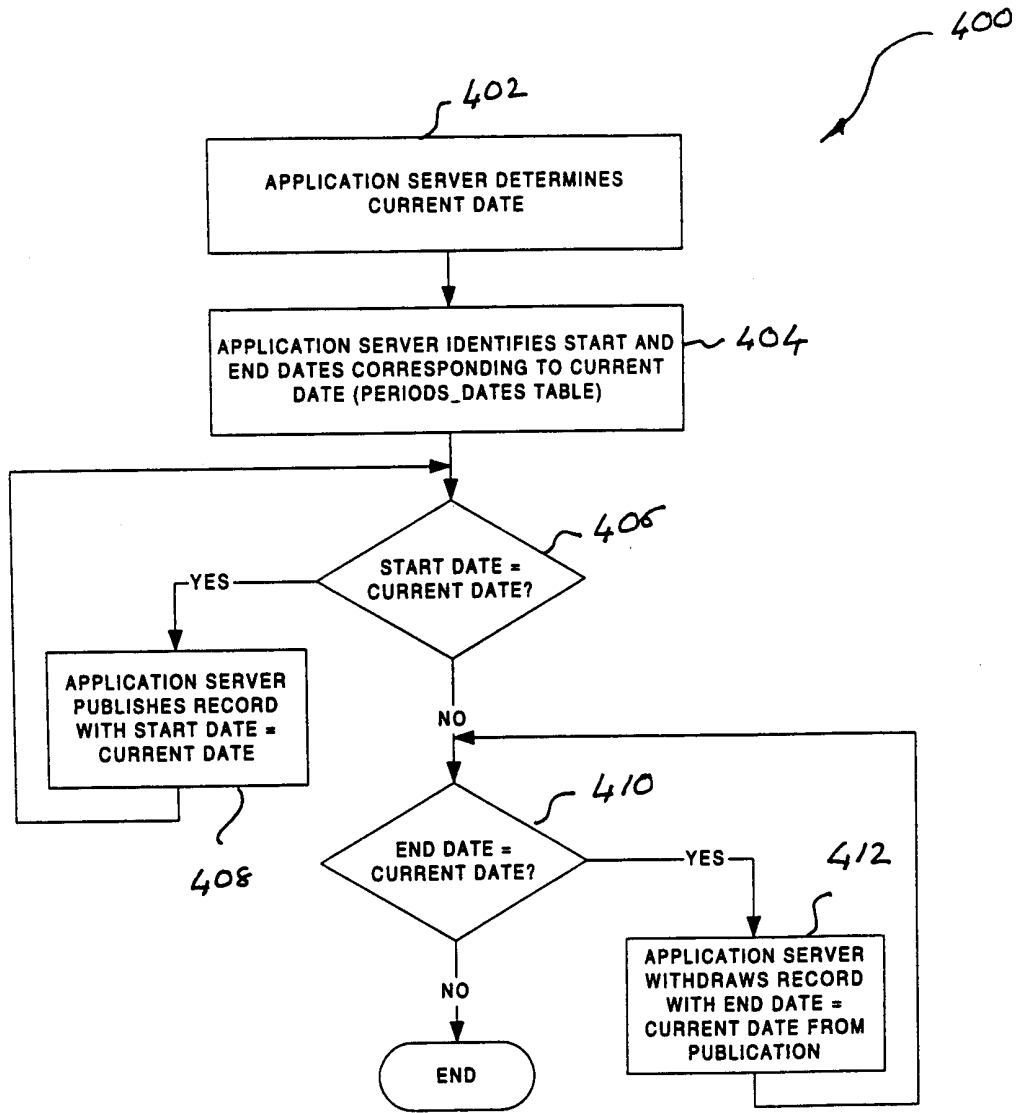 400
402
APPLICATION SERVER DETERMINES
CURRENT DATE
APPLICATION SERVER IDENTIFIES START AND
END DATES CORRESPONDING TO CURRENT
DATE (PERIODS_DATES TABLE)
404
406
START DATE =
CURRENT DATE?
YES
APPLICATION SERVER
PUBLISHES RECORD
WITH START DATE =
CURRENT DATE
408
NO
410
END DATE =
CURRENT DATE?
YES
412
APPLICATION SERVER
WITHDRAWS RECORD
WITH END DATE =
CURRENT DATE FROM
PUBLICATION
NO
END